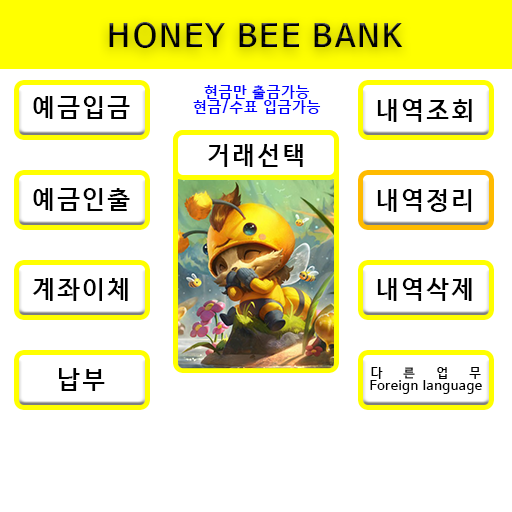 HONEY BEE BANK
현금만 출금가능
현금/수표 입금가능
예금입금
거래선택
내역조회
예금인출
내역정리
계좌이체
내역삭제
납부
다 른 업 무
Foreign language